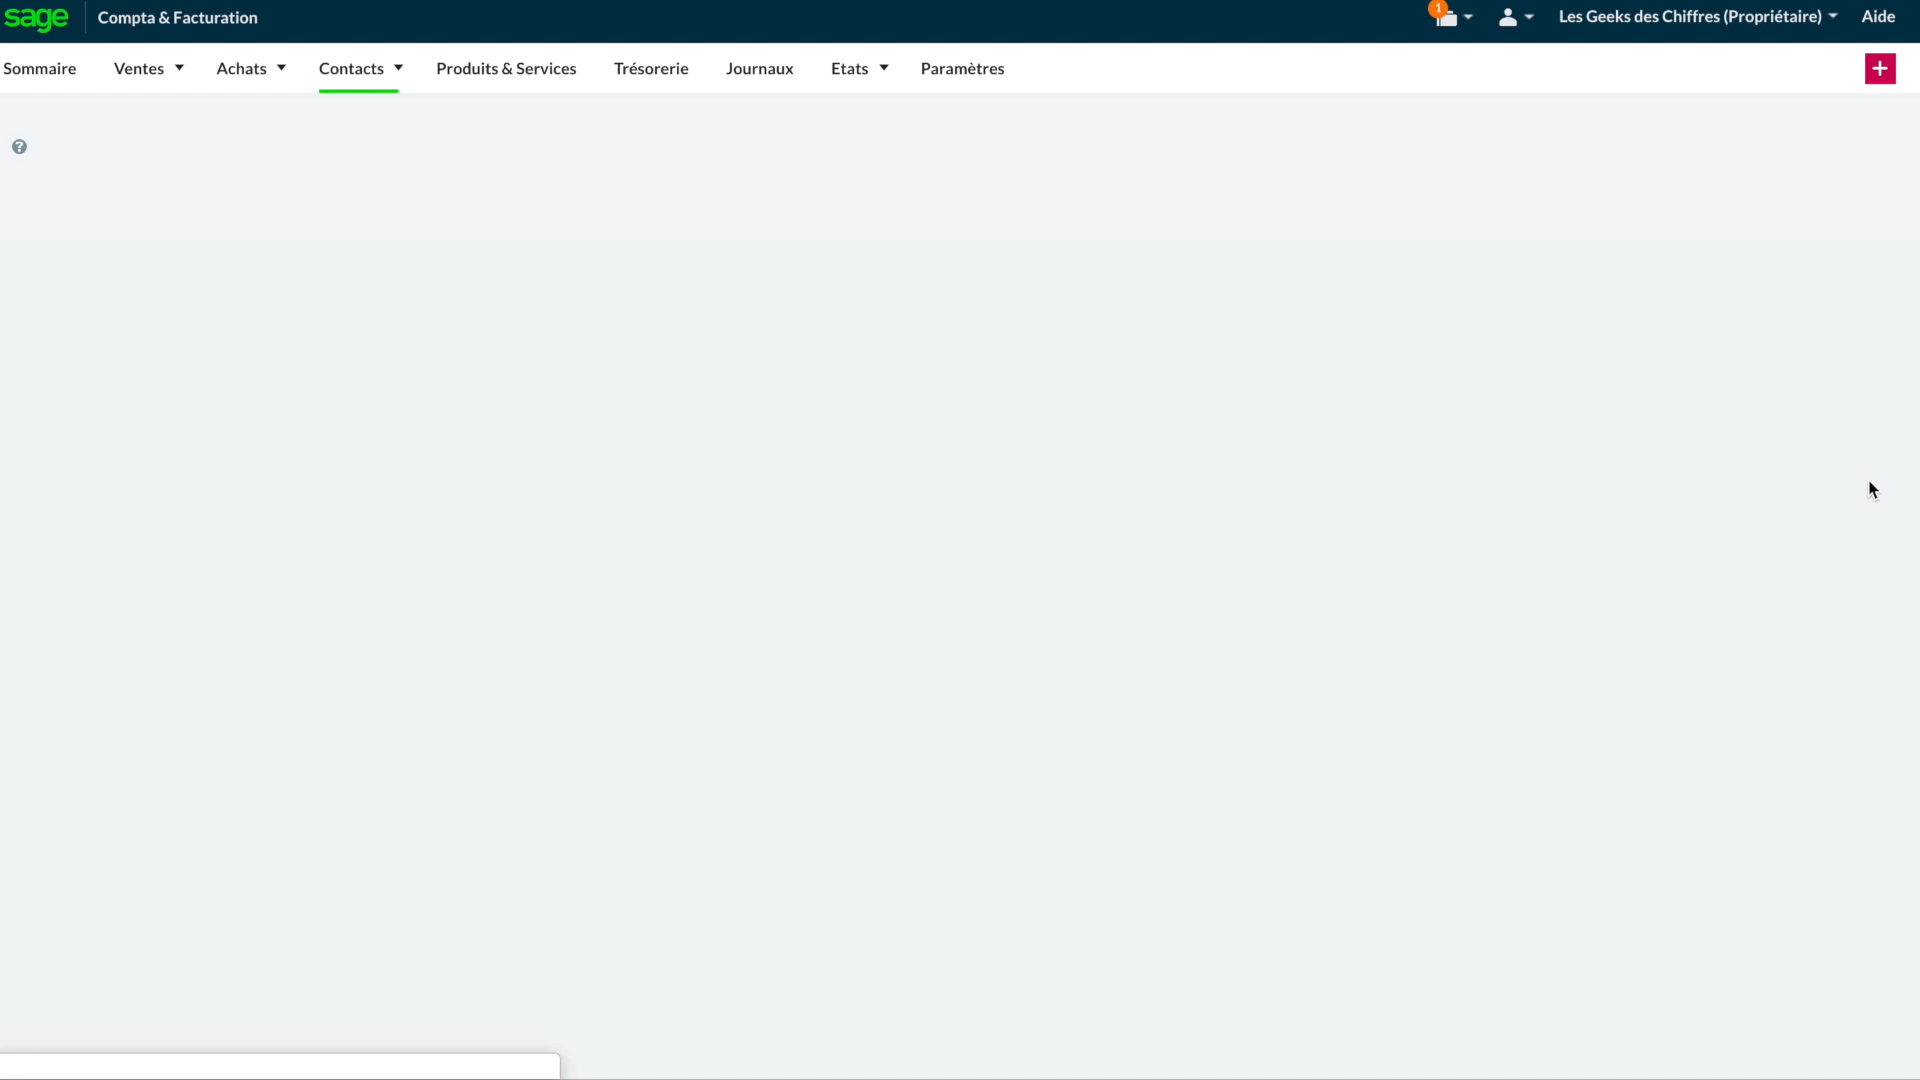 sage Compta & Facturation 1 Les Geeks des Chiffres (Propriétaire) Aide
Sommaire Ventes Achats Contacts Produits & Services Trésorerie Journaux Etats Paramètres +
?